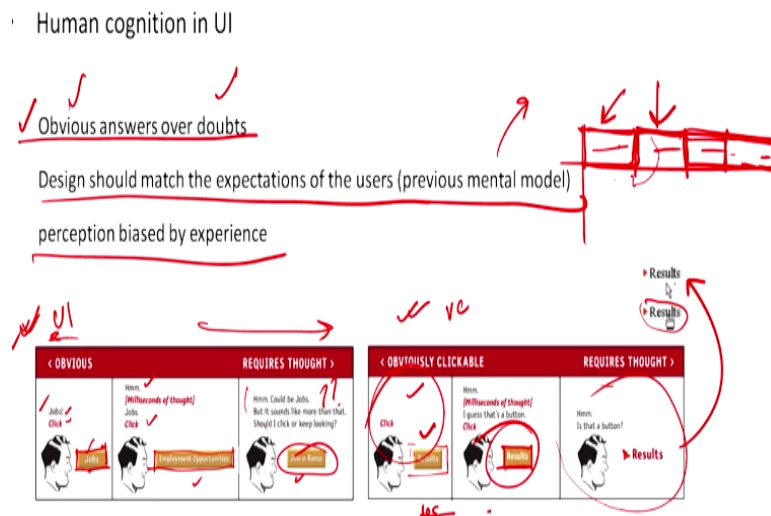 Human cognition in UI
Obvious answers over doubts
Design should match the expectations of the users (previous mental model)
perception biased by experience
▸Results
▸Results
UI
< OBVIOUS
REQUIRES THOUGHT >
Jobs!
Click
Jobs
Hmm.
[Milliseconds of thought]
Jobs.
Click
Employment Opportunities
Hmm. Could be Jobs.
But it sounds like more than that.
Should I click or keep looking?
??
Job-o-Rama
< OBVIOUSLY CLICKABLE
REQUIRES THOUGHT >
Click
Results
Hmm.
[Milliseconds of thought]
I guess that's a button.
Click
Results
Hmm.
Is that a button?
Results